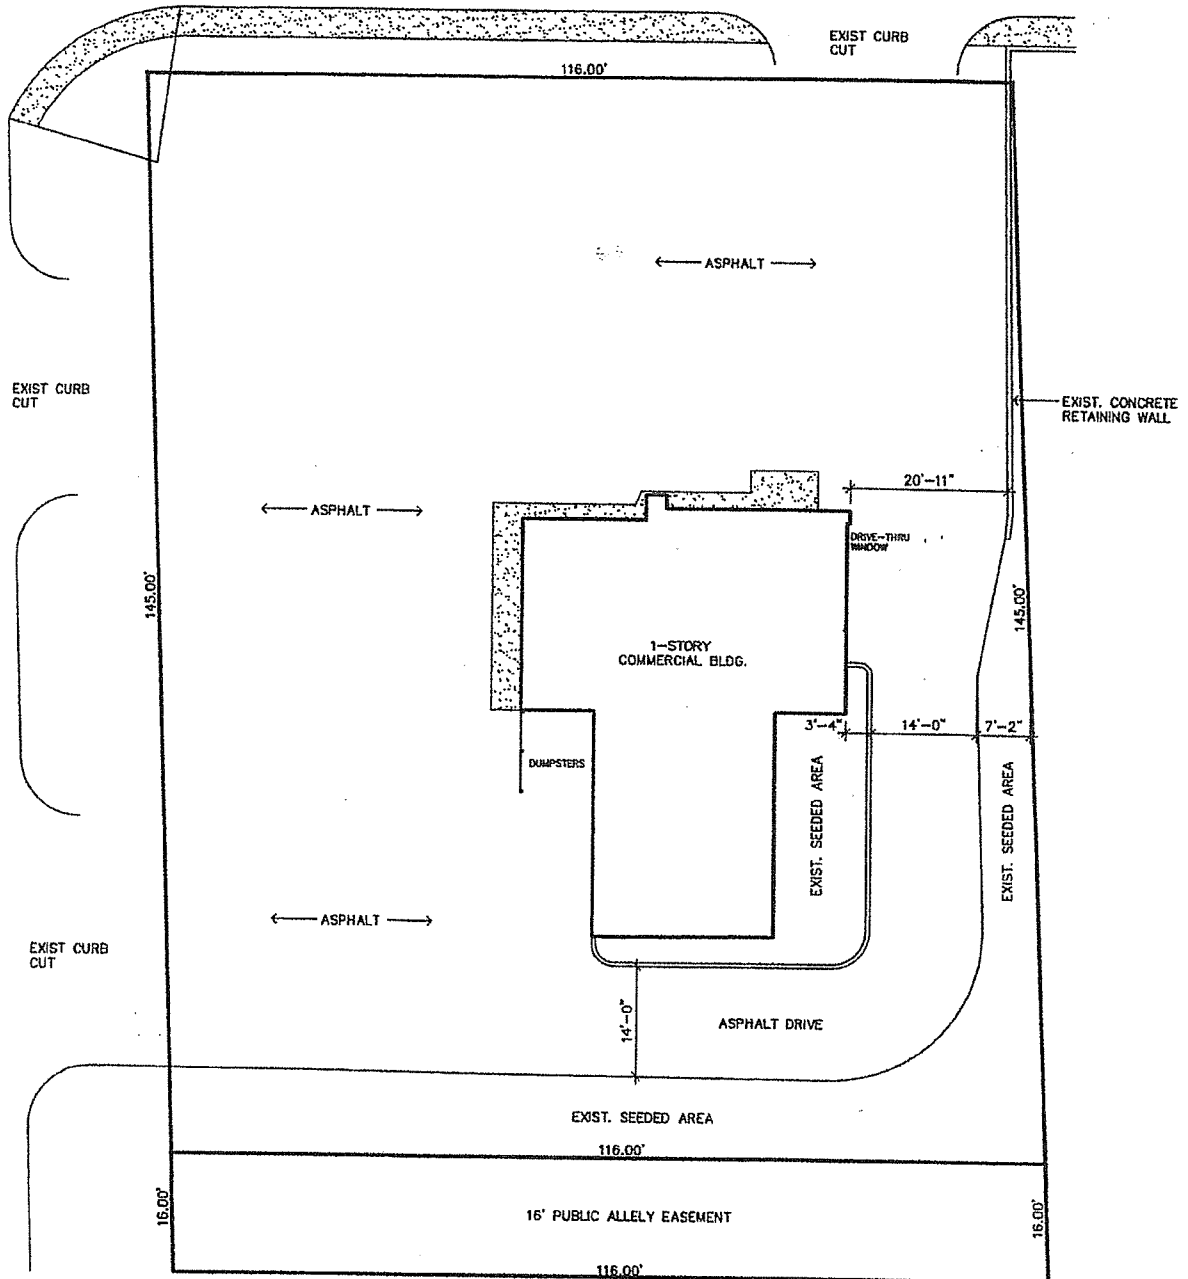 EXIST CURB
CUT
116.00'
ASPHALT
EXIST CURB
CUT
EXIST. CONCRETE
RETAINING WALL
20'-11"
ASPHALT
DRIVE-THRU
WINDOW
145.00'
145.00'
1-STORY
COMMERCIAL BLDG.
3'-4"
14'-0"
7'-2"
DUMPSTERS
EXIST. SEEDED AREA
EXIST. SEEDED AREA
ASPHALT
EXIST CURB
CUT
14'-0"
ASPHALT DRIVE
EXIST. SEEDED AREA
116.00'
16.00'
16' PUBLIC ALLELY EASEMENT
16.00'
116.00'